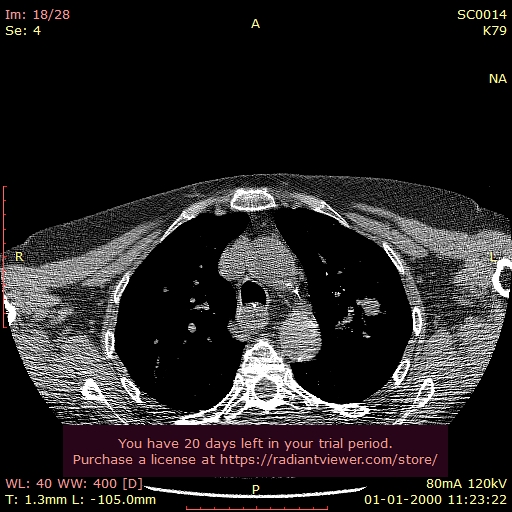 Im: 18/28
Se: 4
A
SC0014
K79
NA
R
L
You have 20 days left in your trial period.
Purchase a license at https://radiantviewer.com/store/
WL: 40 WW: 400 [D]
T: 1.3mm L: -105.0mm
P
80mA 120kV
01-01-2000 11:23:22